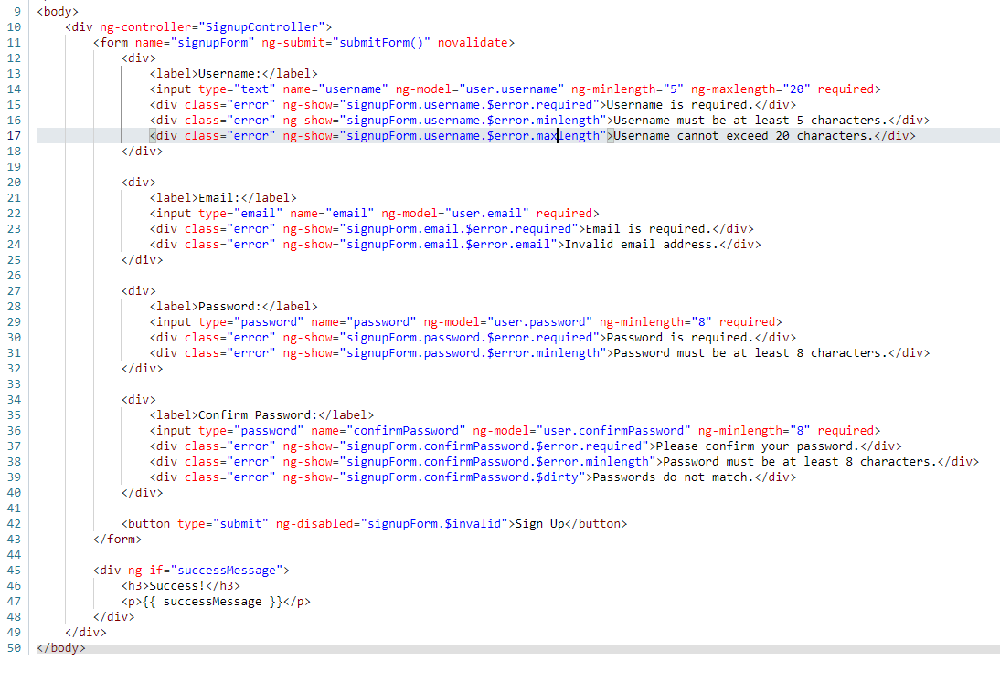 9 <body>
10 <div ng-controller="SignupController">
11 <form name="signupForm" ng-submit="submitForm()" novalidate>
12 <div>
13 <label>Username:</label>
14 <input type="text" name="username" ng-model="user.username" ng-minlength="5" ng-maxlength="20" required>
15 <div class="error" ng-show="signupForm.username.$error.required">Username is required.</div>
16 <div class="error" ng-show="signupForm.username.$error.minlength">Username must be at least 5 characters.</div>
17 <div class="error" ng-show="signupForm.username.$error.maxlength">Username cannot exceed 20 characters.</div>
18 </div>
19
20 <div>
21 <label>Email:</label>
22 <input type="email" name="email" ng-model="user.email" required>
23 <div class="error" ng-show="signupForm.email.$error.required">Email is required.</div>
24 <div class="error" ng-show="signupForm.email.$error.email">Invalid email address.</div>
25 </div>
26
27 <div>
28 <label>Password:</label>
29 <input type="password" name="password" ng-model="user.password" ng-minlength="8" required>
30 <div class="error" ng-show="signupForm.password.$error.required">Password is required.</div>
31 <div class="error" ng-show="signupForm.password.$error.minlength">Password must be at least 8 characters.</div>
32 </div>
33
34 <div>
35 <label>Confirm Password:</label>
36 <input type="password" name="confirmPassword" ng-model="user.confirmPassword" ng-minlength="8" required>
37 <div class="error" ng-show="signupForm.confirmPassword.$error.required">Please confirm your password.</div>
38 <div class="error" ng-show="signupForm.confirmPassword.$error.minlength">Password must be at least 8 characters.</div>
39 <div class="error" ng-show="signupForm.confirmPassword.$dirty">Passwords do not match.</div>
40 </div>
41
42 <button type="submit" ng-disabled="signupForm.$invalid">Sign Up</button>
43 </form>
44
45 <div ng-if="successMessage">
46 <h3>Success!</h3>
47 <p>{{ successMessage }}</p>
48 </div>
49 </div>
50 </body>